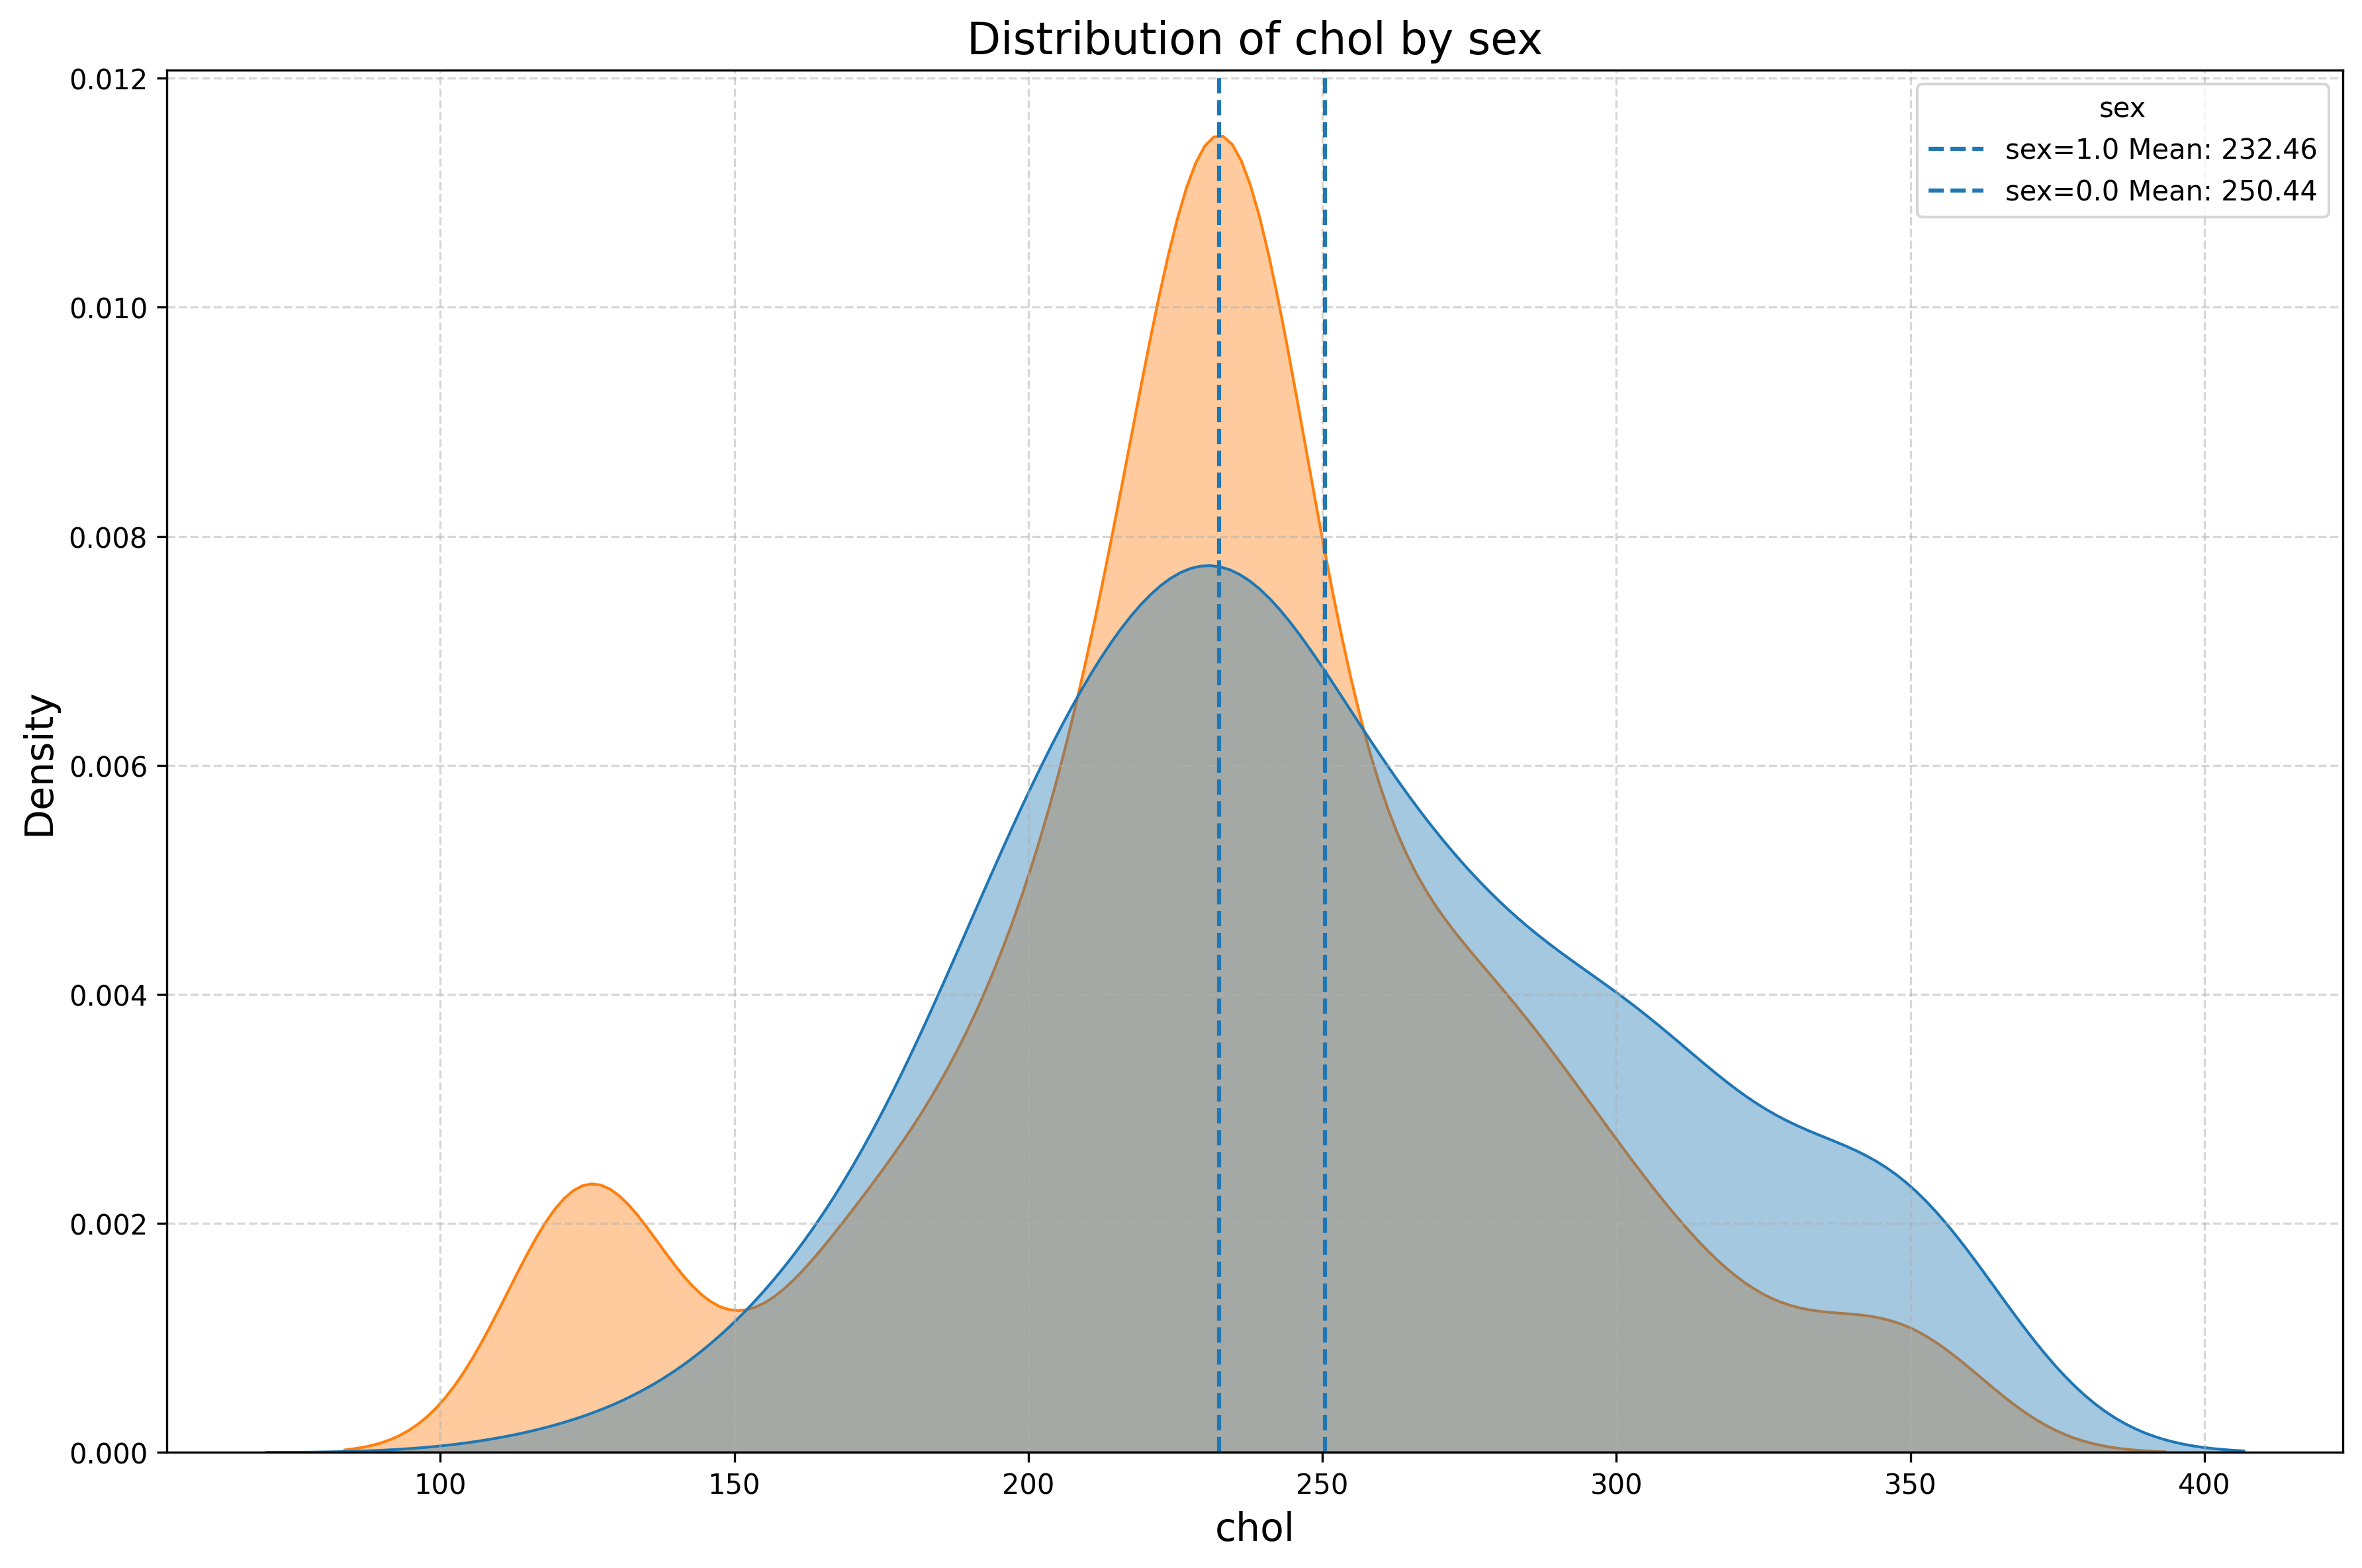 Distribution of chol by sex
sex
sex=1.0 Mean: 232.46
sex=0.0 Mean: 250.44
0.012
0.010
0.008
0.006
0.004
0.002
0.000
Density
100 150 200 250 300 350 400
chol